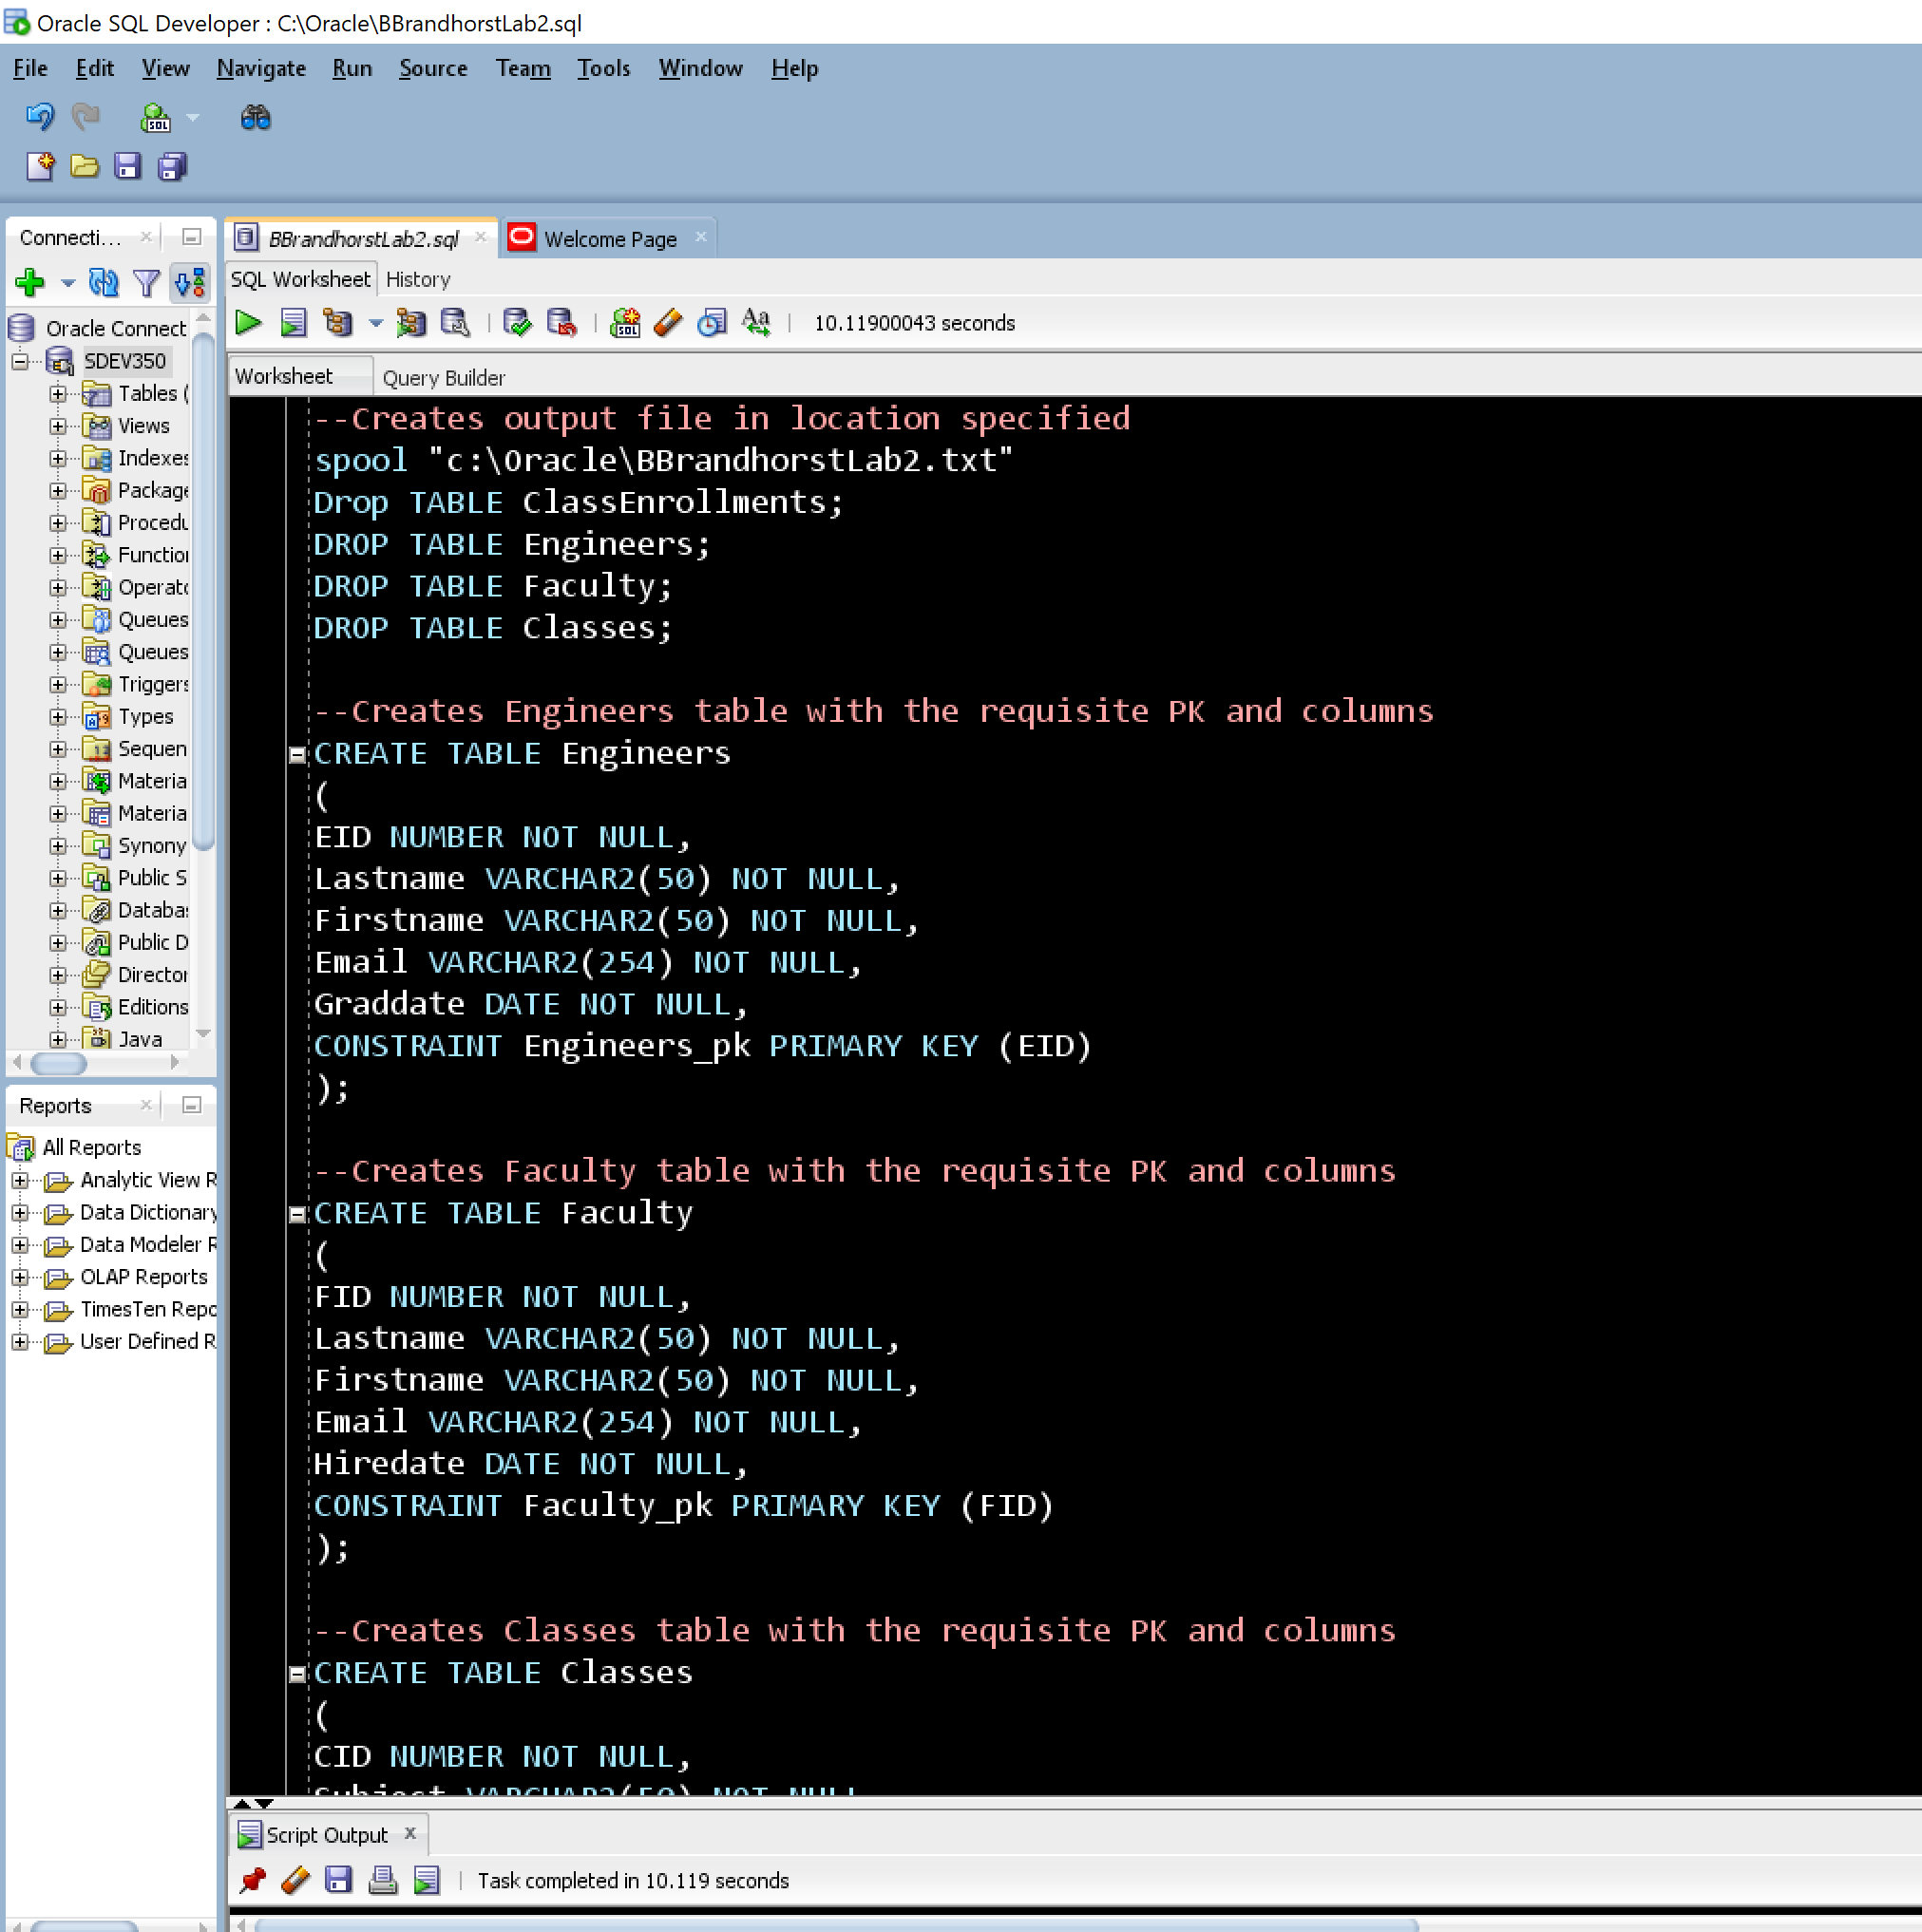 Oracle SQL Developer : C:\Oracle\BBrandhorstLab2.sql
File Edit View Navigate Run Source Team Tools Window Help
Connecti...
BBrandhorstLab2.sql
Welcome Page
SQL Worksheet History
10.11900043 seconds
Worksheet Query Builder
Oracle Connect
SDEV350
Tables (
Views
Indexes
Package
Procedu
Function
Operato
Queues
Queues
Triggers
Types
Sequen
Materia
Materia
Synony
Public S
Databas
Public D
Director
Editions
Java
Reports
All Reports
Analytic View R
Data Dictionary
Data Modeler R
OLAP Reports
TimesTen Repo
User Defined R
--Creates output file in location specified
spool "c:\Oracle\BBrandhorstLab2.txt"
Drop TABLE ClassEnrollments;
DROP TABLE Engineers;
DROP TABLE Faculty;
DROP TABLE Classes;
--Creates Engineers table with the requisite PK and columns
CREATE TABLE Engineers
(
EID NUMBER NOT NULL,
Lastname VARCHAR2(50) NOT NULL,
Firstname VARCHAR2(50) NOT NULL,
Email VARCHAR2(254) NOT NULL,
Graddate DATE NOT NULL,
CONSTRAINT Engineers_pk PRIMARY KEY (EID)
);
--Creates Faculty table with the requisite PK and columns
CREATE TABLE Faculty
(
FID NUMBER NOT NULL,
Lastname VARCHAR2(50) NOT NULL,
Firstname VARCHAR2(50) NOT NULL,
Email VARCHAR2(254) NOT NULL,
Hiredate DATE NOT NULL,
CONSTRAINT Faculty_pk PRIMARY KEY (FID)
);
--Creates Classes table with the requisite PK and columns
CREATE TABLE Classes
(
CID NUMBER NOT NULL,
Subject VARCHAR2(50) NOT NULL
Script Output
Task completed in 10.119 seconds